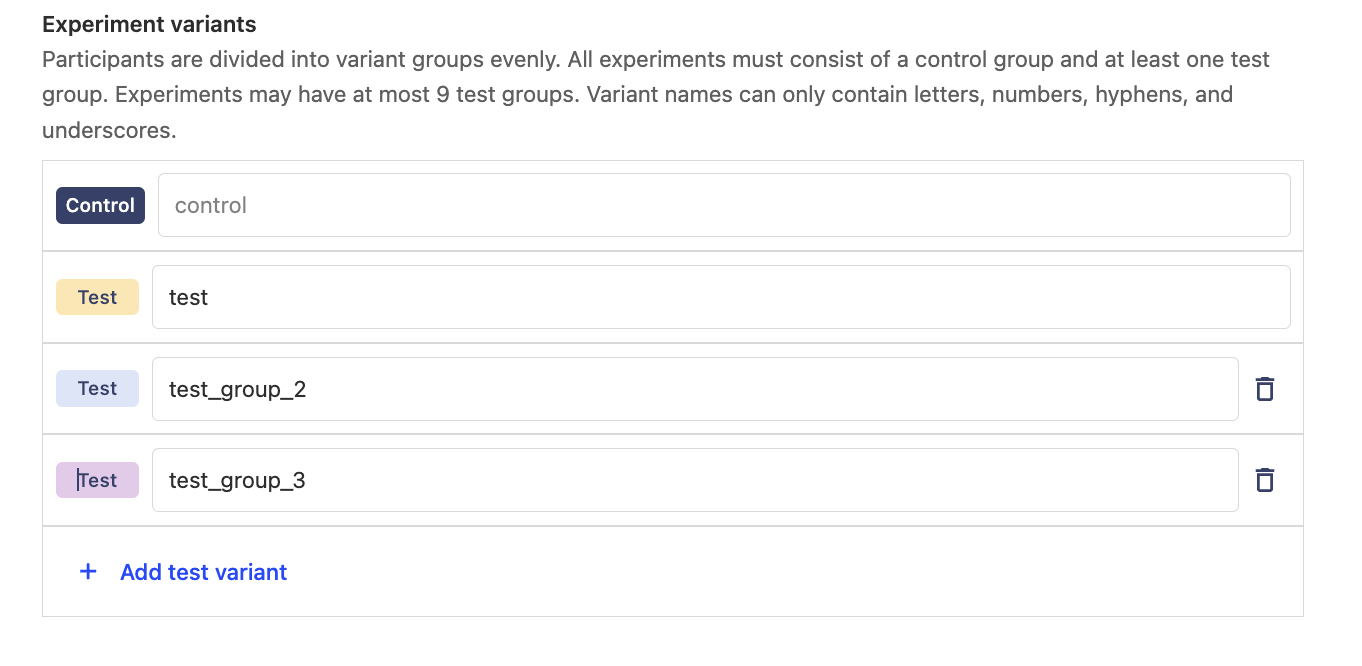 Experiment variants
Participants are divided into variant groups evenly. All experiments must consist of a control group and at least one test
group. Experiments may have at most 9 test groups. Variant names can only contain letters, numbers, hyphens, and
underscores.
Control control
Test test
Test test_group_2
Test test_group_3
+ Add test variant